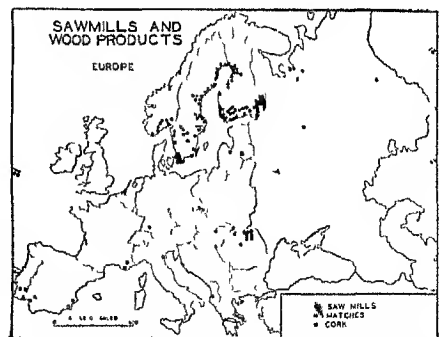 SAWMILLS AND
WOOD PRODUCTS
EUROPE
SAW MILLS
MATCHES
CORK